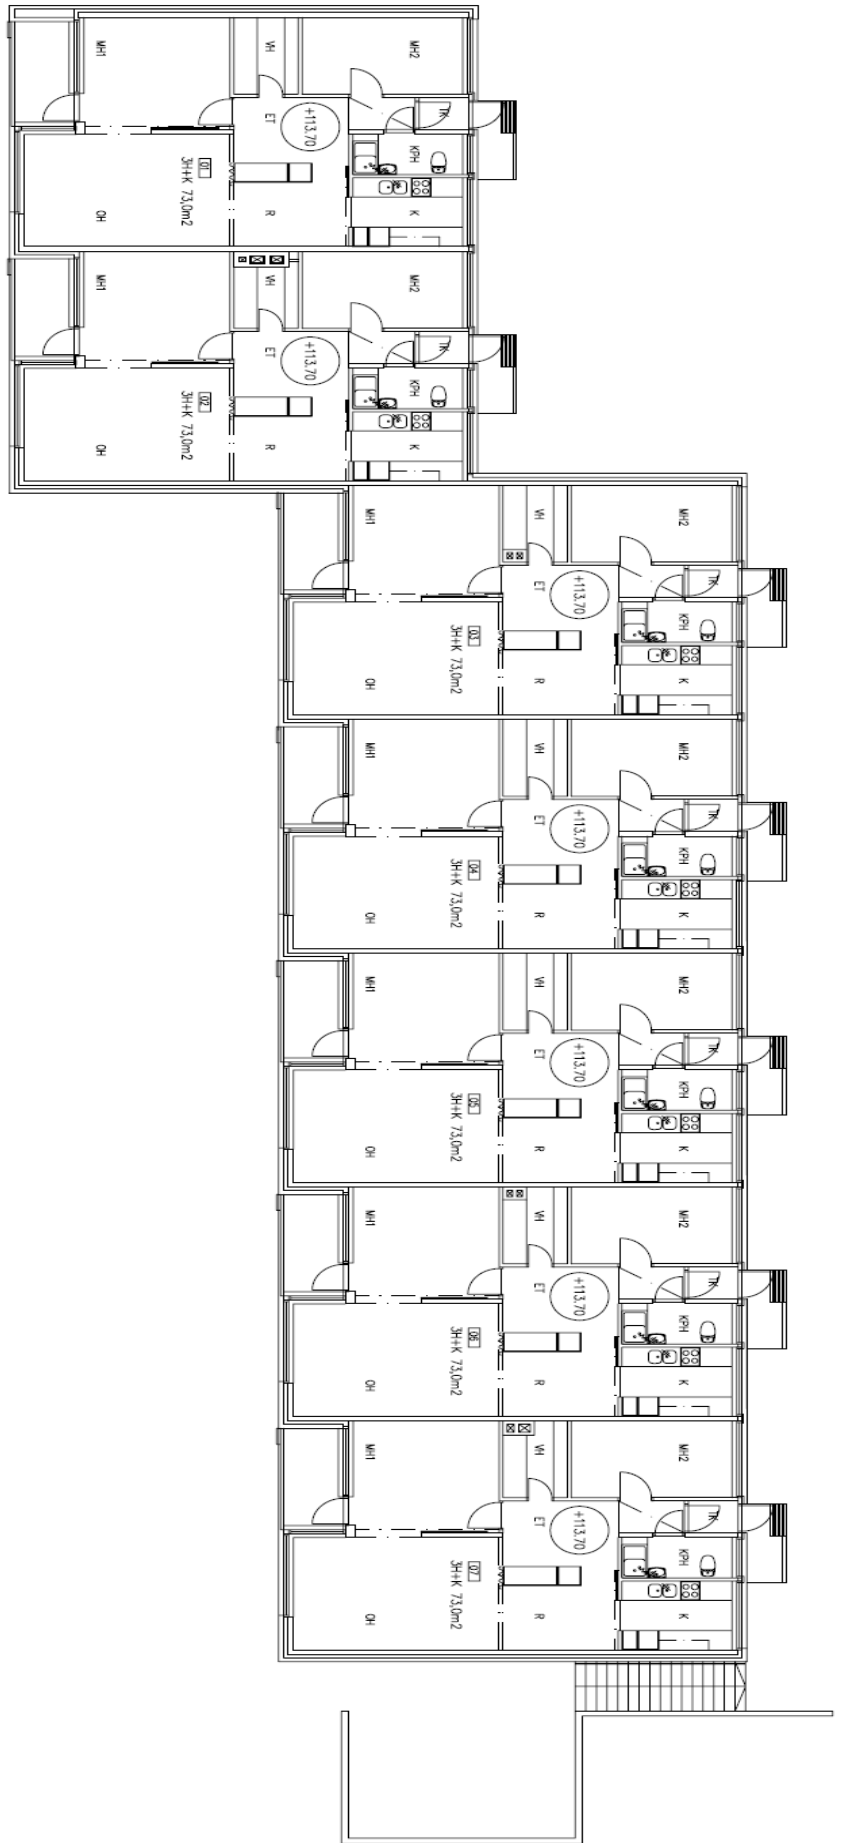 MH1
VH
MH2
ET
+113.70
TK
KPH
01
3H+K 73,0m2
OH
R
K
MH1
VH
MH2
ET
+113.70
TK
KPH
02
3H+K 73,0m2
OH
R
K
MH1
VH
MH2
ET
+113.70
TK
KPH
03
3H+K 73,0m2
OH
R
K
MH1
VH
MH2
ET
+113.70
TK
KPH
04
3H+K 73,0m2
OH
R
K
MH1
VH
MH2
ET
+113.70
TK
KPH
05
3H+K 73,0m2
OH
R
K
MH1
VH
MH2
ET
+113.70
TK
KPH
06
3H+K 73,0m2
OH
R
K
MH1
VH
MH2
ET
+113.70
TK
KPH
07
3H+K 73,0m2
OH
R
K